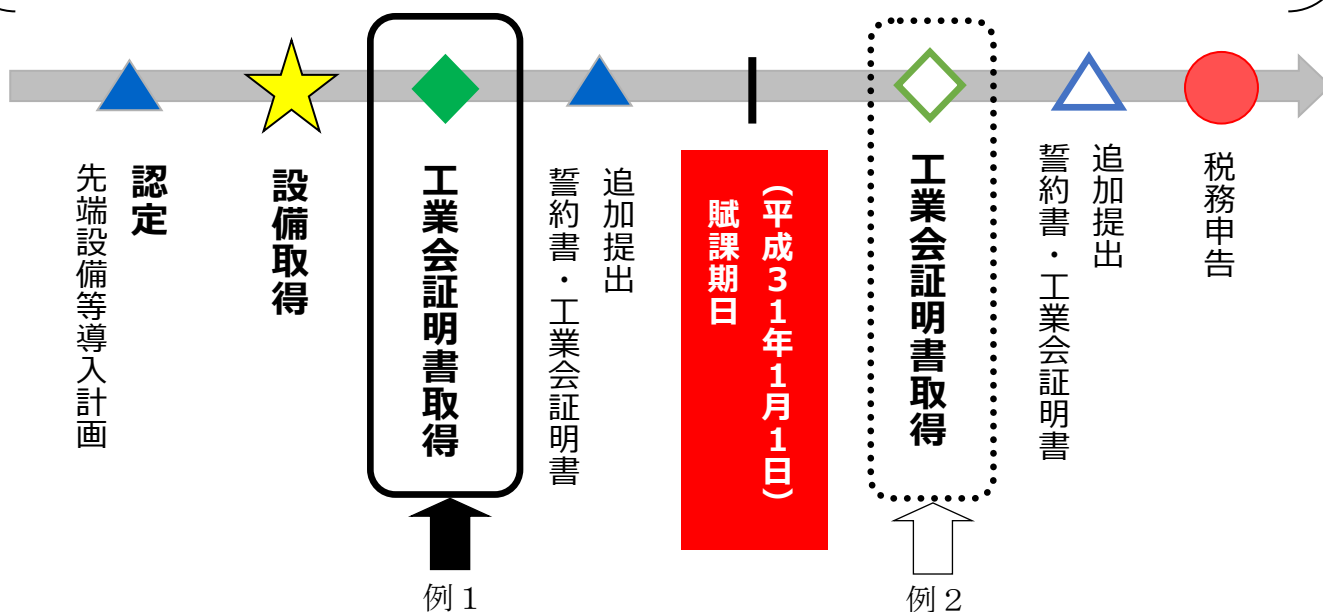 認定
先端設備等導入計画
設備取得
工業会証明書取得
追加提出
誓約書・工業会証明書
(平成31年1月1日)
賦課期日
工業会証明書取得
追加提出
誓約書・工業会証明書
税務申告
例１
例２